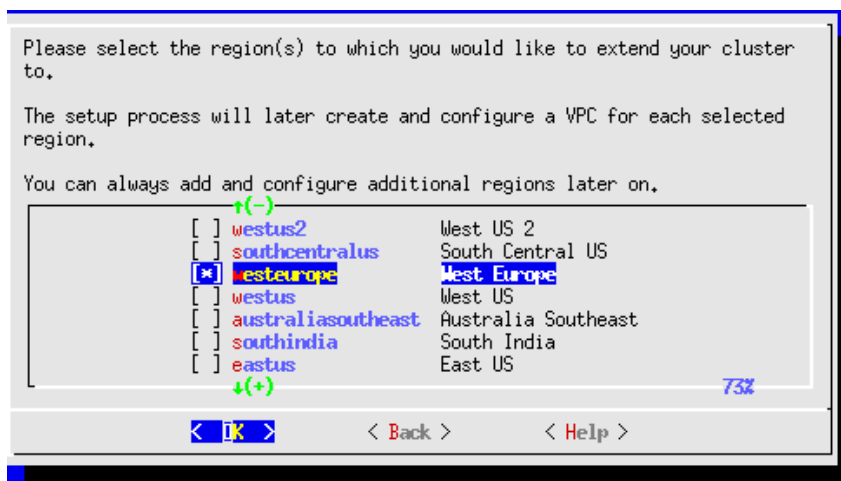 Please select the region(s) to which you would like to extend your cluster
to.
The setup process will later create and configure a VPC for each selected
region.
You can always add and configure additional regions later on.
↑(-)
[ ] westus2 West US 2
[ ] southcentralus South Central US
[*] westeurope West Europe
[ ] westus West US
[ ] australiasoutheast Australia Southeast
[ ] southindia South India
[ ] eastus East US
↓(+) 73%
< OK > < Back > < Help >